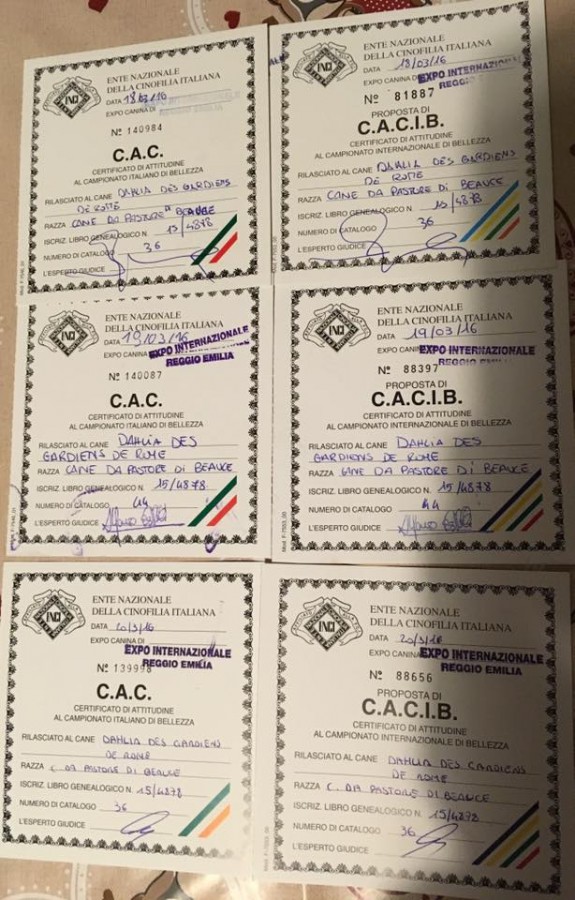 ENTE NAZIONALE
DELLA CINOFILIA ITALIANA
DATA 18/03/16
EXPO CANINA DI EXPO INTERNAZIONALE
REGGIO EMILIA
Nº 140984
C.A.C.
CERTIFICATO DI ATTITUDINE
AL CAMPIONATO ITALIANO DI BELLEZZA
RILASCIATO AL CANE DAHLIA DES GARDIENS
DE ROME
RAZZA CANE DA PASTORE DI BEAUCE
ISCRIZ. LIBRO GENEALOGICO N. 15/4878
NUMERO DI CATALOGO 36
L'ESPERTO GIUDICE
ENTE NAZIONALE
DELLA CINOFILIA ITALIANA
DATA 18/03/16
EXPO CANINA DI EXPO INTERNAZ
REGGIO
Nº 81887
PROPOSTA DI
C.A.C.I.B.
CERTIFICATO DI ATTITUDINE
AL CAMPIONATO INTERNAZIONALE DI BELLEZZA
RILASCIATO AL CANE DAHLIA DES GARDIENS
DE ROME
RAZZA CANE DA PASTORE DI BEAUCE
ISCRIZ. LIBRO GENEALOGICO N. 15/4878
NUMERO DI CATALOGO 36
L'ESPERTO GIUDICE
ENTE NAZIONALE
DELLA CINOFILIA ITALIANA
DATA 19/03/16
EXPO CANI EXPO INTERNAZIONALE
REGGIO EMILIA
Nº 140087
C.A.C.
CERTIFICATO DI ATTITUDINE
AL CAMPIONATO ITALIANO DI BELLEZZA
RILASCIATO AL CANE DAHLIA DES
GARDIENS DE ROME
RAZZA CANE DA PASTORE DI BEAUCE
ISCRIZ. LIBRO GENEALOGICO N. 15/4878
NUMERO DI CATALOGO 44
L'ESPERTO GIUDICE
ENTE NAZIONALE
DELLA CINOFILIA ITALIANA
DATA 19/03/16
EXPO CANI EXPO INTERNAZIONALE
REGGIO EMILIA
Nº 88397
PROPOSTA DI
C.A.C.I.B.
CERTIFICATO DI ATTITUDINE
AL CAMPIONATO INTERNAZIONALE DI BELLEZZA
RILASCIATO AL CANE DAHLIA DES
GARDIENS DE ROME
RAZZA CANE DA PASTORE DI BEAUCE
ISCRIZ. LIBRO GENEALOGICO N. 15/4878
NUMERO DI CATALOGO 44
L'ESPERTO GIUDICE
ENTE NAZIONALE
DELLA CINOFILIA ITALIANA
DATA 20/3/16
EXPO CANINA DI EXPO INTERNAZIONALE
REGGIO EMILIA
Nº 139998
C.A.C.
CERTIFICATO DI ATTITUDINE
AL CAMPIONATO ITALIANO DI BELLEZZA
RILASCIATO AL CANE DAHLIA DES GARDIENS
DE ROME
RAZZA C. DA PASTORE DI BEAUCE
ISCRIZ. LIBRO GENEALOGICO N. 15/4878
NUMERO DI CATALOGO 36
L'ESPERTO GIUDICE
ENTE NAZIONALE
DELLA CINOFILIA ITALIANA
DATA 20/3/16
EXPO CANINA EXPO INTERNAZIONALE
REGGIO EMILIA
Nº 88656
PROPOSTA DI
C.A.C.I.B.
CERTIFICATO DI ATTITUDINE
AL CAMPIONATO INTERNAZIONALE DI BELLEZZA
RILASCIATO AL CANE DAHLIA DES GARDIENS
DE ROME
RAZZA C. DA PASTORE DI BEAUCE
ISCRIZ. LIBRO GENEALOGICO N. 15/4878
NUMERO DI CATALOGO 36
L'ESPERTO GIUDICE